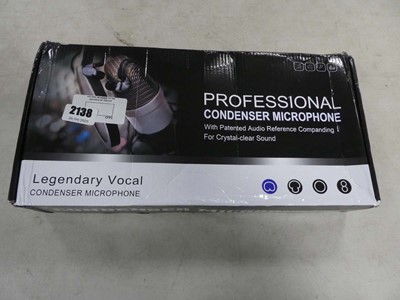 2138
PROFESSIONAL
CONDENSER MICROPHONE
With Patented Audio Reference Companding
For Crystal-clear Sound
Legendary Vocal
CONDENSER MICROPHONE